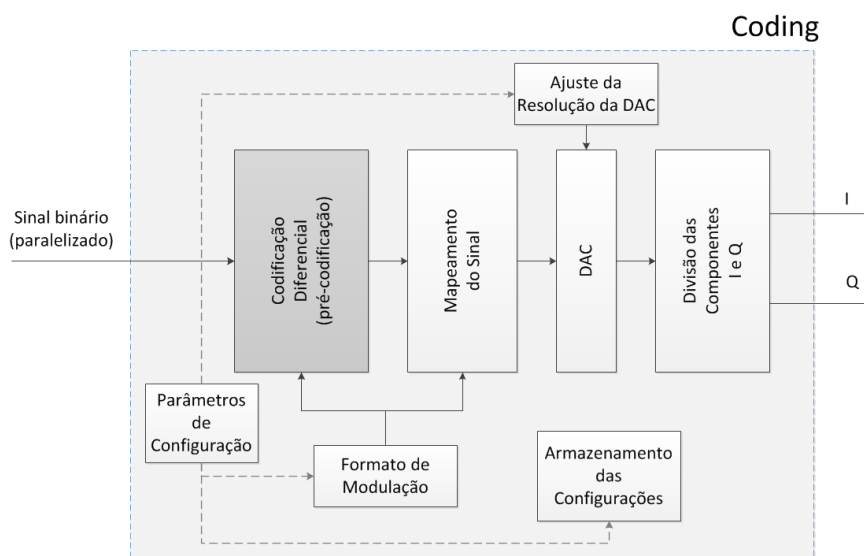 Coding
Ajuste da
Resolução da DAC
Sinal binário
(paralelizado)
Codificação
Diferencial
(pré-codificação)
Mapeamento
do Sinal
DAC
Divisão das
Componentes
I e Q
I
Q
Parâmetros
de
Configuração
Formato de
Modulação
Armazenamento
das
Configurações